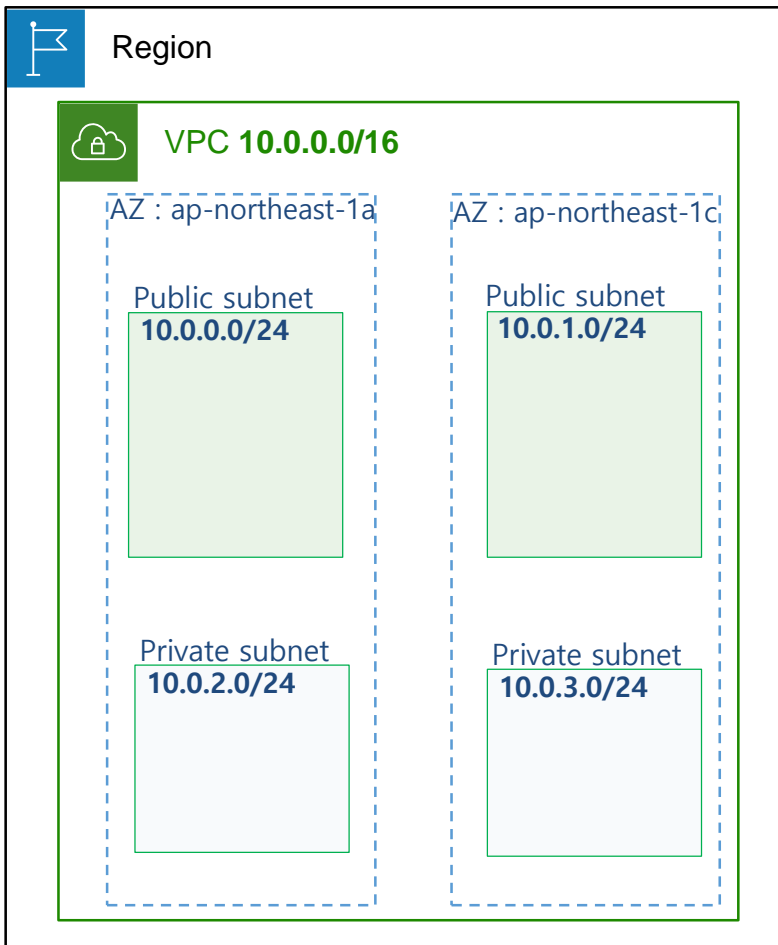 Region
VPC 10.0.0.0/16
AZ : ap-northeast-1a
Public subnet
10.0.0.0/24
Private subnet
10.0.2.0/24
AZ : ap-northeast-1c
Public subnet
10.0.1.0/24
Private subnet
10.0.3.0/24